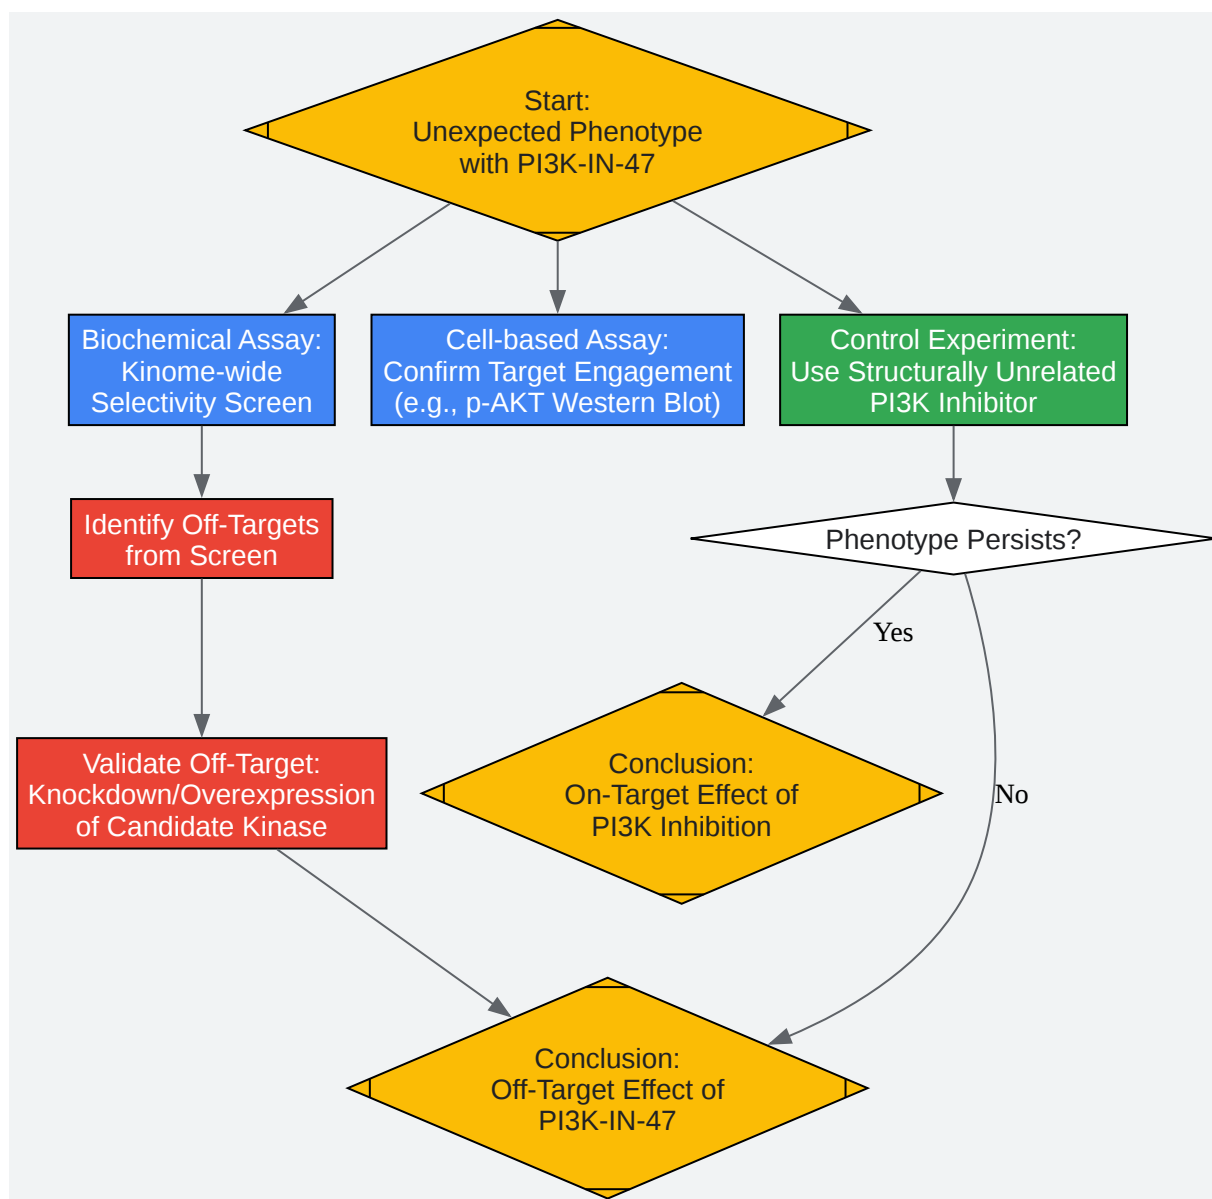 Start:
Unexpected Phenotype
with PI3K-IN-47
Biochemical Assay:
Kinome-wide
Selectivity Screen
Cell-based Assay:
Confirm Target Engagement
(e.g., p-AKT Western Blot)
Control Experiment:
Use Structurally Unrelated
PI3K Inhibitor
Identify Off-Targets
from Screen
Phenotype Persists?
Yes
No
Validate Off-Target:
Knockdown/Overexpression
of Candidate Kinase
Conclusion:
On-Target Effect of
PI3K Inhibition
Conclusion:
Off-Target Effect of
PI3K-IN-47